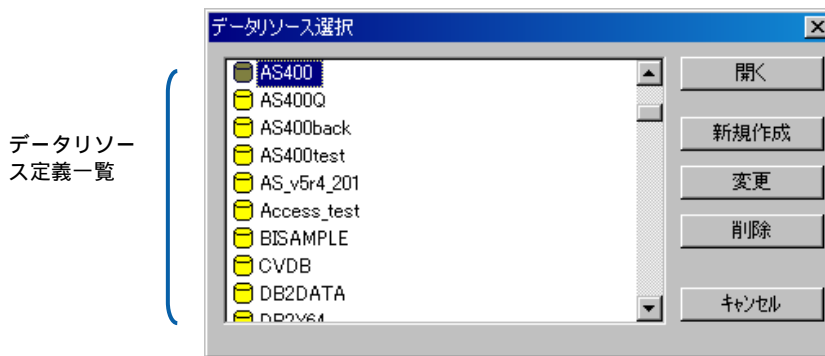 データリソース選択
データリソー
ス定義一覧
AS400
AS400Q
AS400back
AS400test
AS_v5r4_201
Access_test
BISAMPLE
CVDB
DB2DATA
開く
新規作成
変更
削除
キャンセル